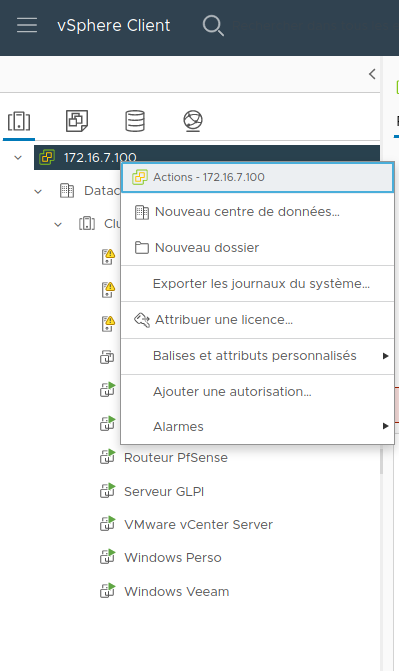 vSphere Client
172.16.7.100
Actions - 172.16.7.100
Datac
Nouveau centre de données...
Clu
Nouveau dossier
Exporter les journaux du système...
Attribuer une licence...
Balises et attributs personnalisés
Ajouter une autorisation...
Alarmes
Routeur PfSense
Serveur GLPI
VMware vCenter Server
Windows Perso
Windows Veeam